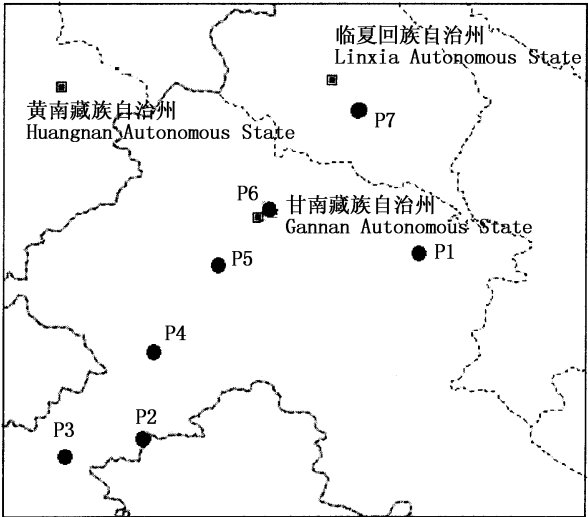 临夏回族自治州
Linxia Autonomous State
黄南藏族自治州
Huangnan Autonomous State
P7
P6
甘南藏族自治州
Gannan Autonomous State
P5
P1
P4
P2
P3